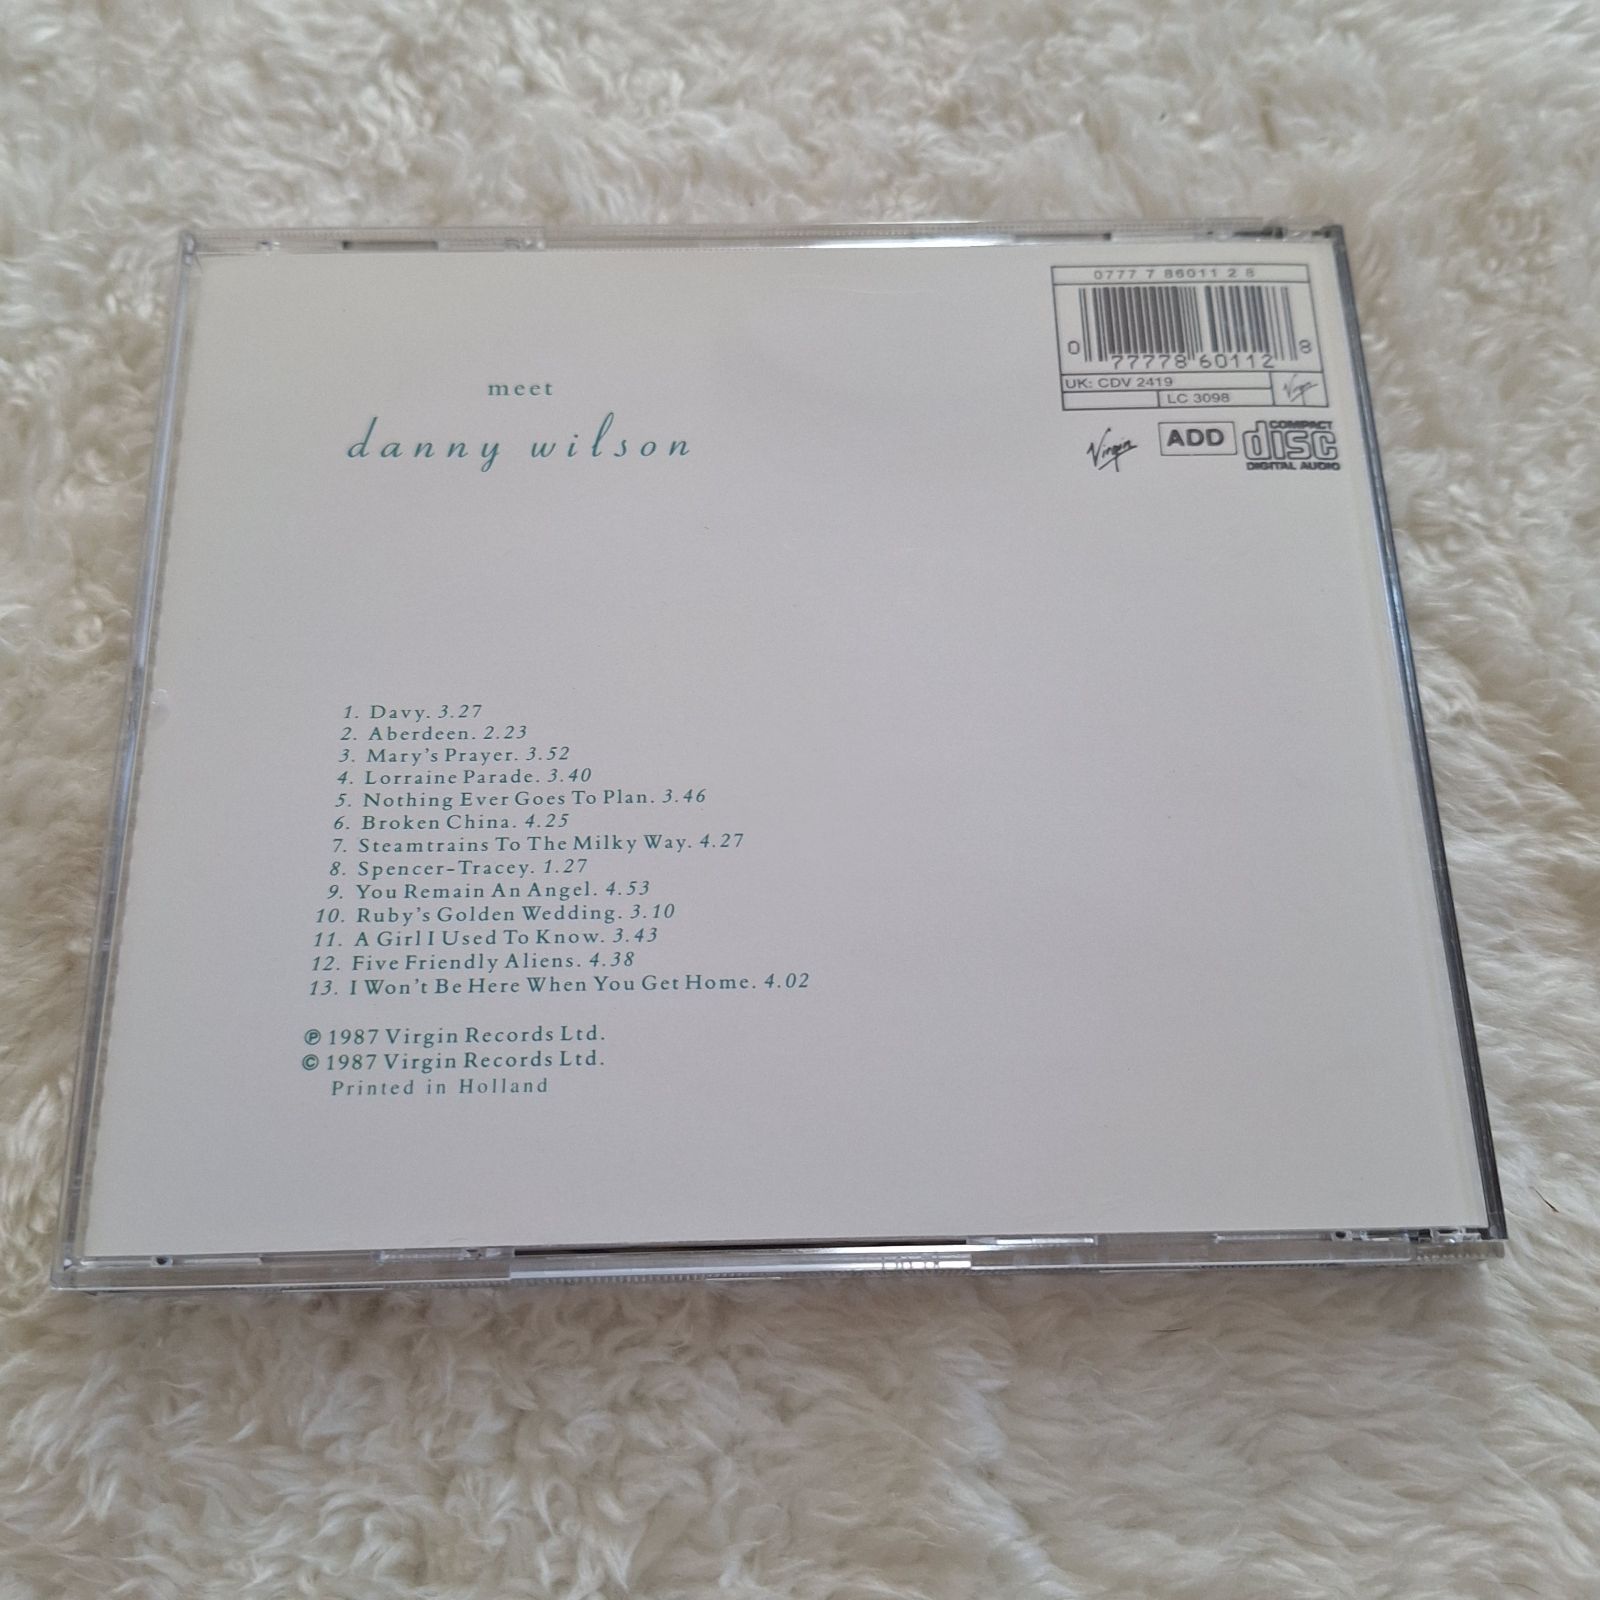 0777 7 86011 2 8
0 77778 60112 8
UK: CDV 2419
LC 3098
Virgin
Virgin
ADD
COMPACT
disc
DIGITAL AUDIO
meet
danny wilson
1. Davy. 3.27
2. Aberdeen. 2.23
3. Mary's Prayer. 3.52
4. Lorraine Parade. 3.40
5. Nothing Ever Goes To Plan. 3.46
6. Broken China. 4.25
7. Steamtrains To The Milky Way. 4.27
8. Spencer-Tracey. 1.27
9. You Remain An Angel. 4.53
10. Ruby's Golden Wedding. 3.10
11. A Girl I Used To Know. 3.43
12. Five Friendly Aliens. 4.38
13. I Won't Be Here When You Get Home. 4.02
℗ 1987 Virgin Records Ltd.
© 1987 Virgin Records Ltd.
Printed in Holland